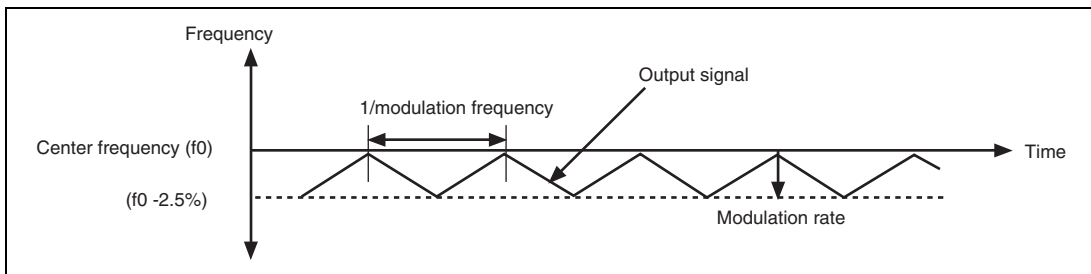 Frequency
Output signal
1/modulation frequency
Center frequency (f0)
Time
(f0 -2.5%)
Modulation rate